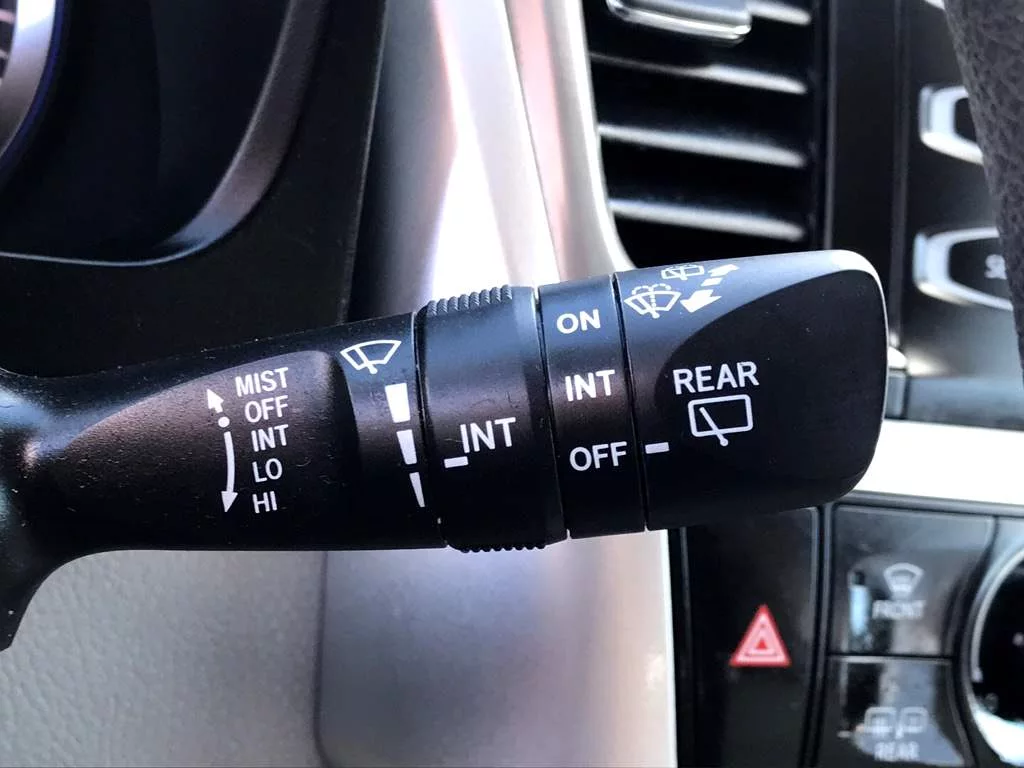 MIST
OFF
INT
LO
HI
INT
ON
INT
OFF
REAR
FRONT
REAR